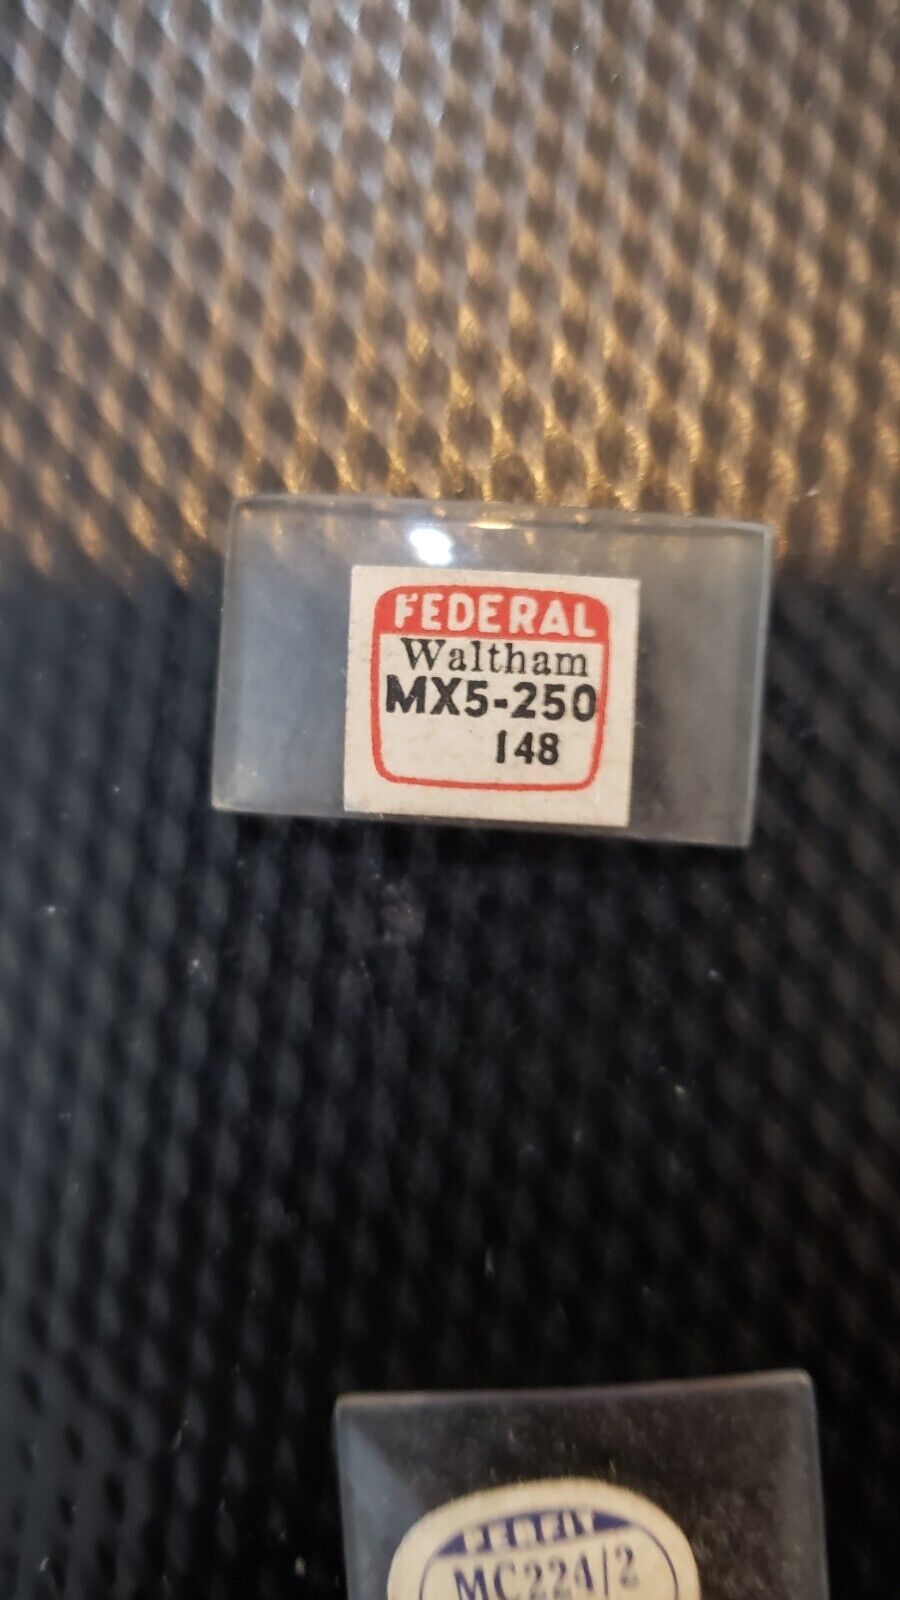 FEDERAL
Waltham
MX5-250
148
MC224/2